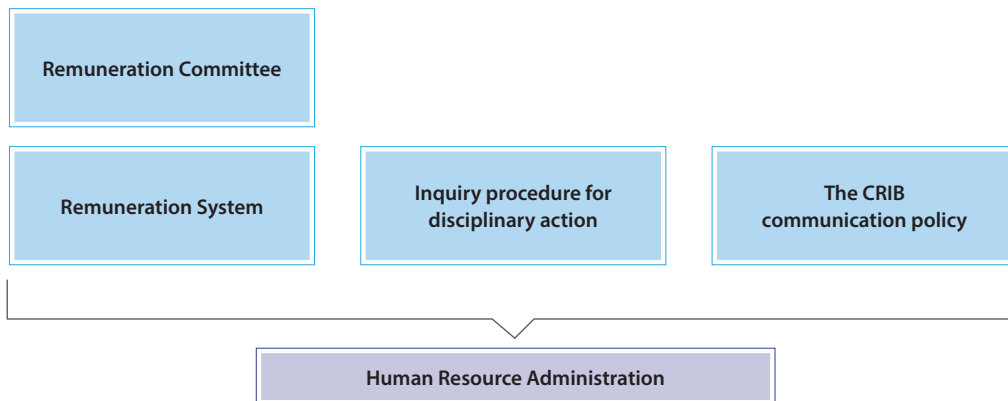 Remuneration Committee
Remuneration System
Inquiry procedure for
disciplinary action
The CRIB
communication policy
Human Resource Administration